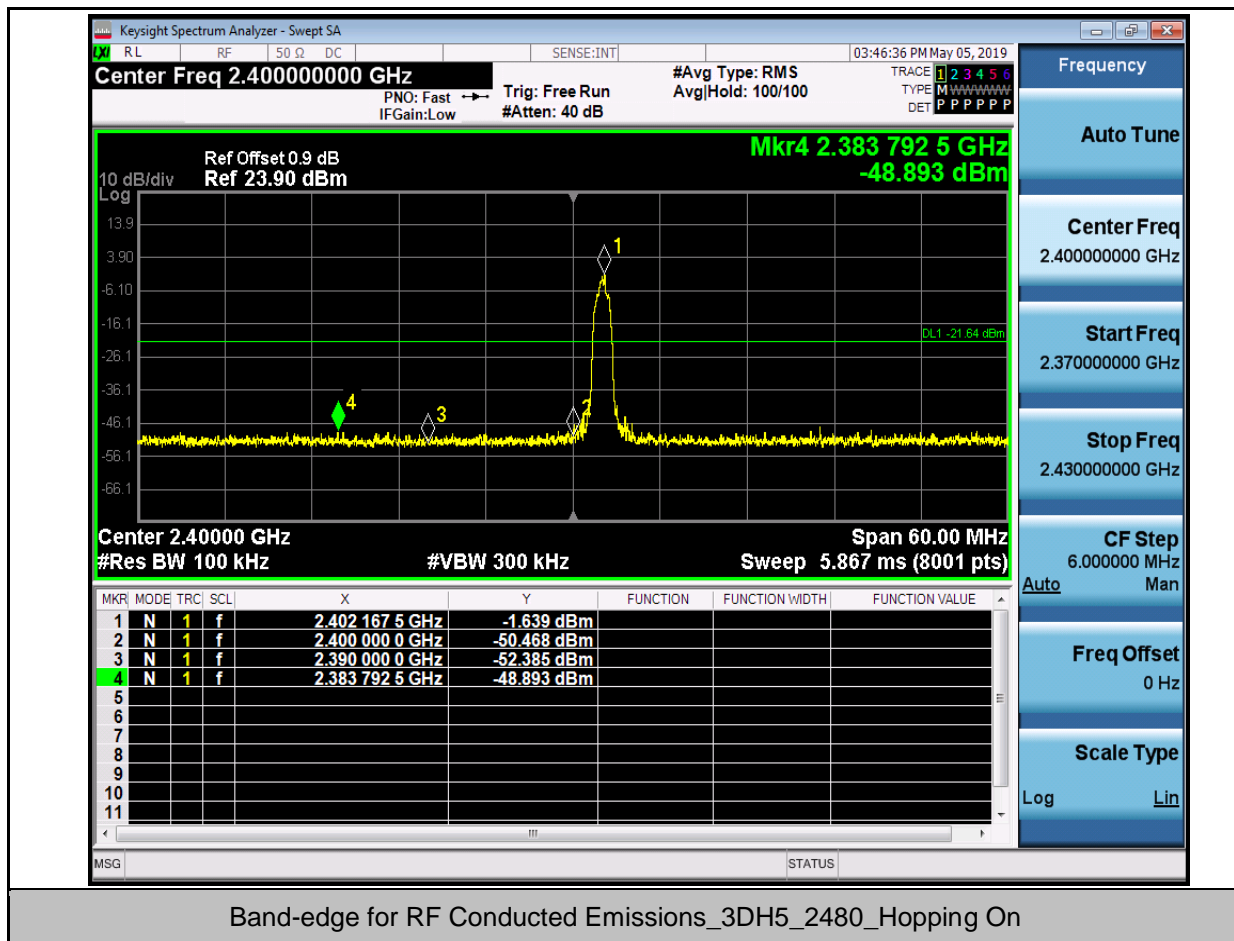 Keysight Spectrum Analyzer - Swept SA
LXI RL RF 50 Ω DC SENSE:INT 03:46:36 PM May 05, 2019
Center Freq 2.400000000 GHz
PNO: Fast
IFGain:Low
Trig: Free Run
#Atten: 40 dB
#Avg Type: RMS
Avg|Hold: 100/100
TRACE 1 2 3 4 5 6
TYPE M WWWWW
DET P P P P P P
Mkr4 2.383 792 5 GHz
-48.893 dBm
Ref Offset 0.9 dB
10 dB/div Ref 23.90 dBm
Log
13.9
3.90
-6.10
-16.1
-26.1
-36.1
-46.1
-56.1
-66.1
DL1 -21.64 dBm
1
2
3
4
Center 2.40000 GHz Span 60.00 MHz
#Res BW 100 kHz #VBW 300 kHz Sweep 5.867 ms (8001 pts)
MKR MODE TRC SCL X Y FUNCTION FUNCTION WIDTH FUNCTION VALUE
1 N 1 f 2.402 167 5 GHz -1.639 dBm
2 N 1 f 2.400 000 0 GHz -50.468 dBm
3 N 1 f 2.390 000 0 GHz -52.385 dBm
4 N 1 f 2.383 792 5 GHz -48.893 dBm
5
6
7
8
9
10
11
MSG STATUS
Frequency
Auto Tune
Center Freq
2.400000000 GHz
Start Freq
2.370000000 GHz
Stop Freq
2.430000000 GHz
CF Step
6.000000 MHz
Auto Man
Freq Offset
0 Hz
Scale Type
Log Lin
Band-edge for RF Conducted Emissions_3DH5_2480_Hopping On